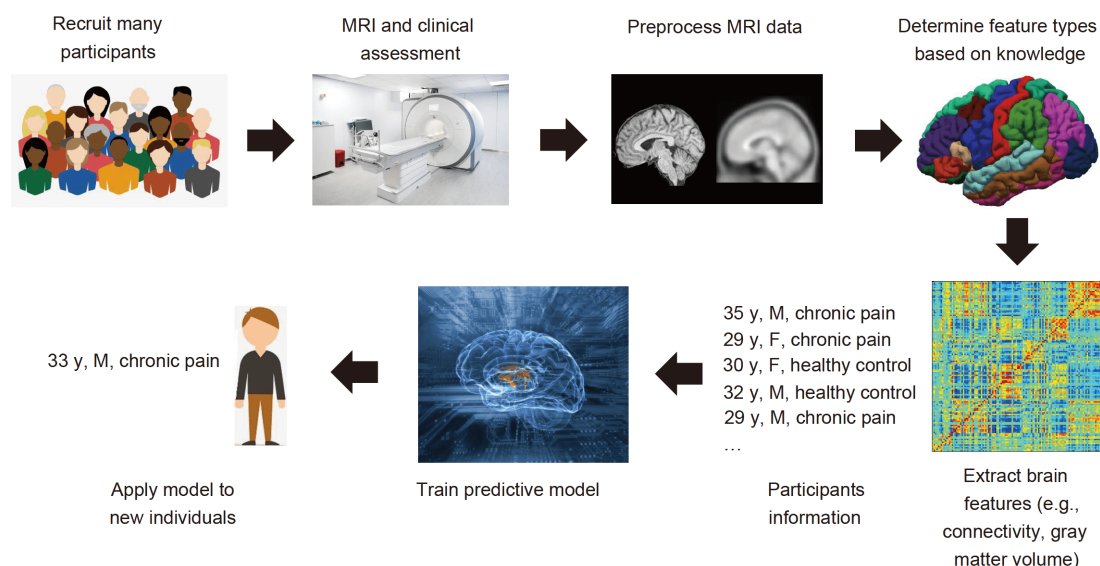 Recruit many
participants
MRI and clinical
assessment
Preprocess MRI data
Determine feature types
based on knowledge
Extract brain
features (e.g.,
connectivity, gray
matter volume)
35 y, M, chronic pain
29 y, F, chronic pain
30 y, F, healthy control
32 y, M, healthy control
29 y, M, chronic pain
…
Participants
information
Train predictive model
33 y, M, chronic pain
Apply model to
new individuals